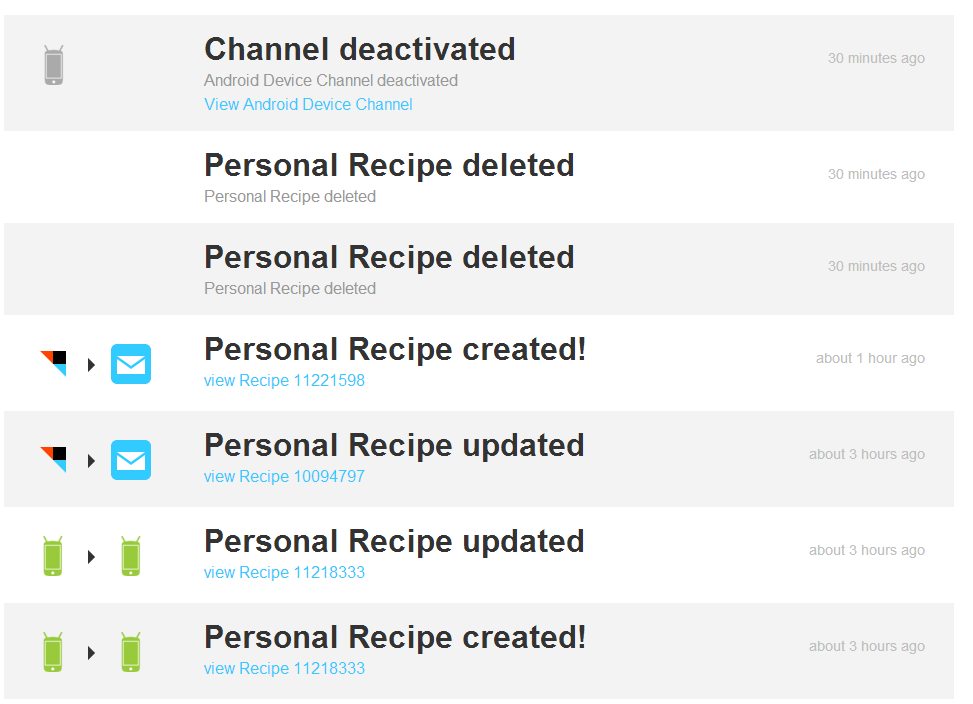 Channel deactivated
30 minutes ago
Android Device Channel deactivated
View Android Device Channel
Personal Recipe deleted
30 minutes ago
Personal Recipe deleted
Personal Recipe deleted
30 minutes ago
Personal Recipe deleted
Personal Recipe created!
about 1 hour ago
view Recipe 11221598
Personal Recipe updated
about 3 hours ago
view Recipe 10094797
Personal Recipe updated
about 3 hours ago
view Recipe 11218333
Personal Recipe created!
about 3 hours ago
view Recipe 11218333